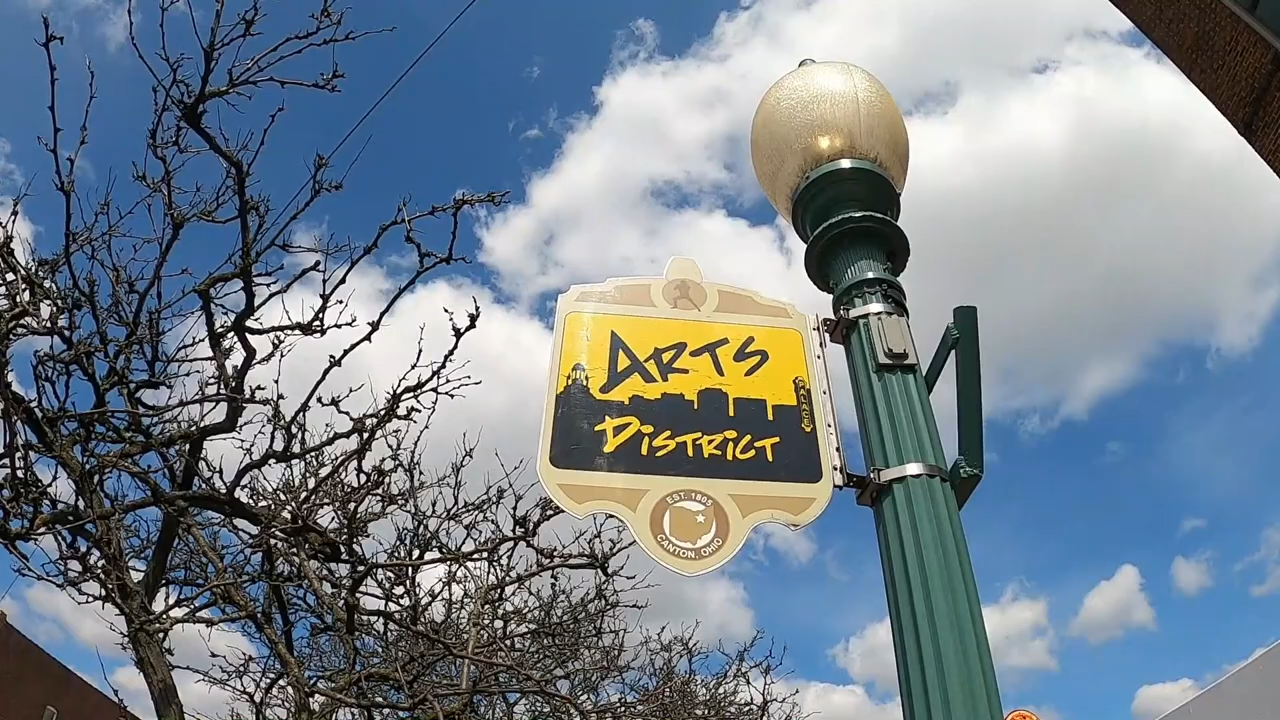 ARTS
PALACE
DISTRICT
EST. 1805
CANTON, OHIO